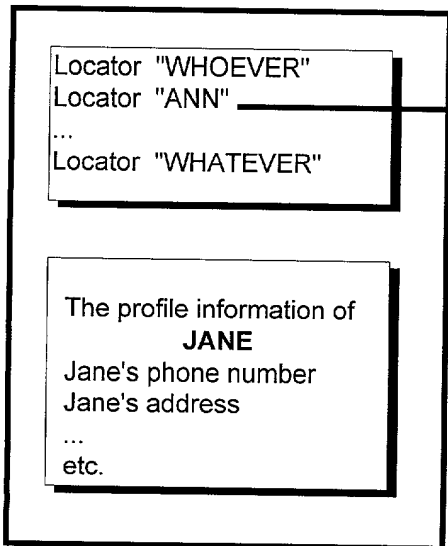 Locator "WHOEVER"
Locator "ANN"
...
Locator "WHATEVER"
The profile information of
JANE
Jane's phone number
Jane's address
...
etc.